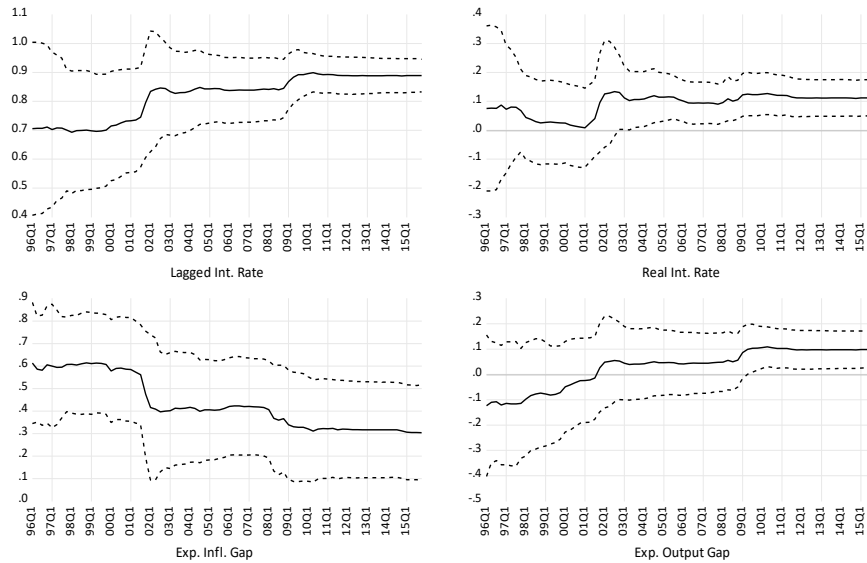 1.1
1.0
0.9
0.8
0.7
0.6
0.5
0.4
96Q1
97Q1
98Q1
99Q1
00Q1
01Q1
02Q1
03Q1
04Q1
05Q1
06Q1
07Q1
08Q1
09Q1
10Q1
11Q1
12Q1
13Q1
14Q1
15Q1
Lagged Int. Rate
.4
.3
.2
.1
.0
-.1
-.2
-.3
96Q1
97Q1
98Q1
99Q1
00Q1
01Q1
02Q1
03Q1
04Q1
05Q1
06Q1
07Q1
08Q1
09Q1
10Q1
11Q1
12Q1
13Q1
14Q1
15Q1
Real Int. Rate
.9
.8
.7
.6
.5
.4
.3
.2
.1
.0
96Q1
97Q1
98Q1
99Q1
00Q1
01Q1
02Q1
03Q1
04Q1
05Q1
06Q1
07Q1
08Q1
09Q1
10Q1
11Q1
12Q1
13Q1
14Q1
15Q1
Exp. Infl. Gap
.3
.2
.1
.0
-.1
-.2
-.3
-.4
-.5
96Q1
97Q1
98Q1
99Q1
00Q1
01Q1
02Q1
03Q1
04Q1
05Q1
06Q1
07Q1
08Q1
09Q1
10Q1
11Q1
12Q1
13Q1
14Q1
15Q1
Exp. Output Gap